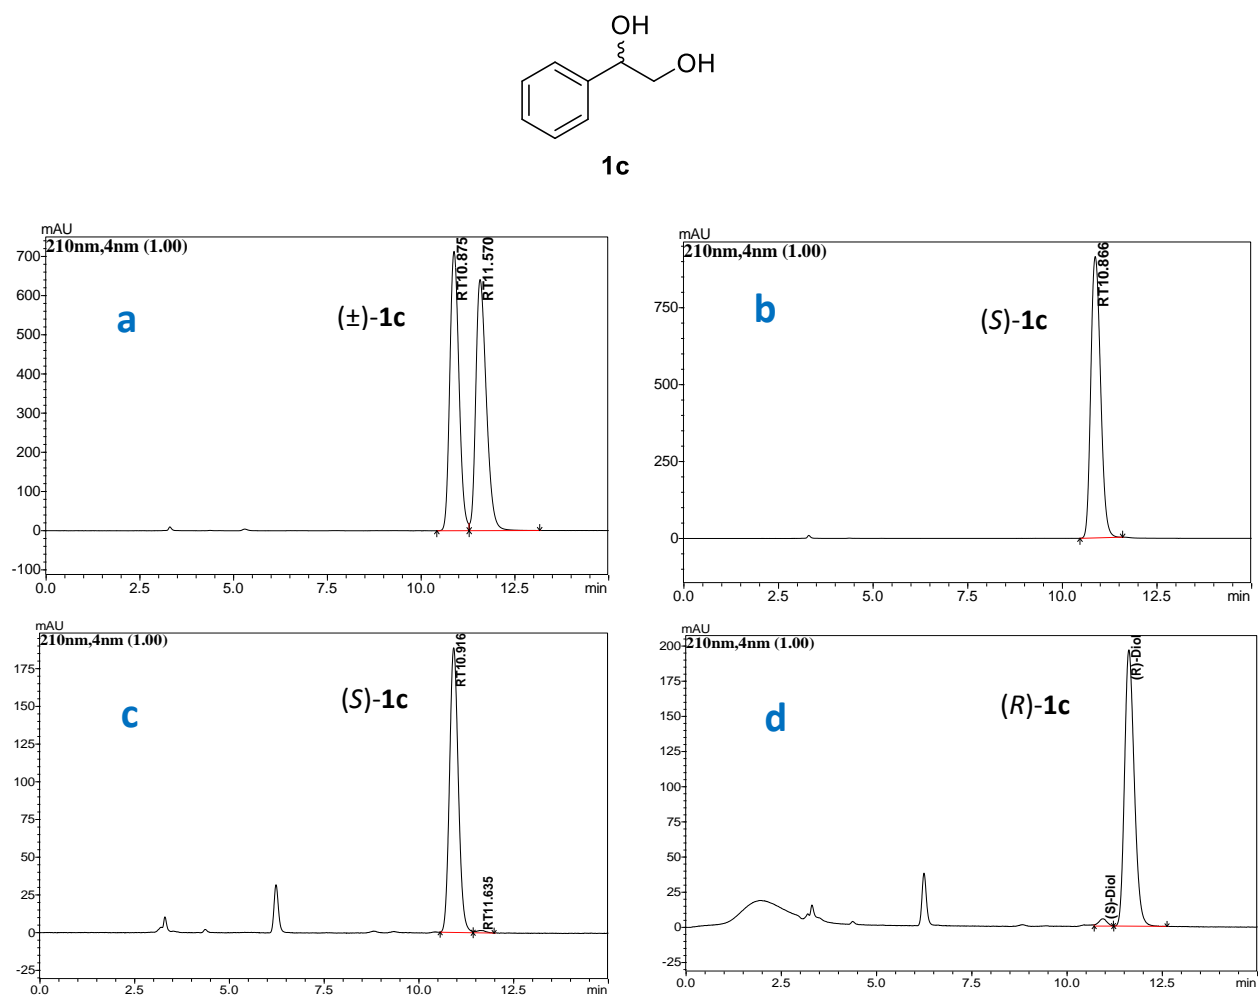 OH
OH
1c
mAU
210nm,4nm (1.00)
700
600
500
400
300
200
100
0
-100
0.0
2.5
5.0
7.5
10.0
12.5
min
RT10.875
RT11.570
a
(±)-1c
mAU
210nm,4nm (1.00)
750
500
250
0
0.0
2.5
5.0
7.5
10.0
12.5
min
RT10.866
b
(S)-1c
mAU
210nm,4nm (1.00)
175
150
125
100
75
50
25
0
-25
0.0
2.5
5.0
7.5
10.0
12.5
min
RT10.916
RT11.635
c
(S)-1c
mAU
210nm,4nm (1.00)
200
175
150
125
100
75
50
25
0
-25
0.0
2.5
5.0
7.5
10.0
12.5
min
(S)-Diol
(R)-Diol
d
(R)-1c